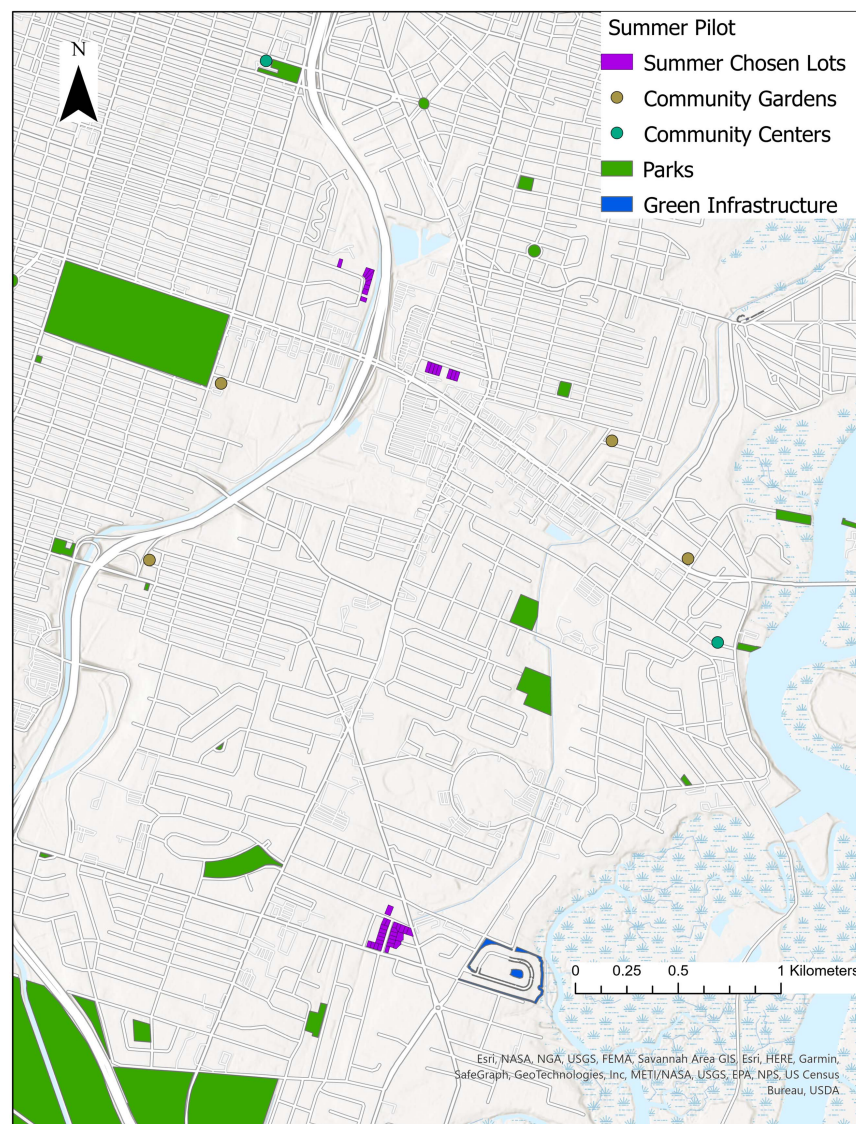 N
Summer Pilot
Summer Chosen Lots
Community Gardens
Community Centers
Parks
Green Infrastructure
0 0.25 0.5 1 Kilometers
Esri, NASA, NGA, USGS, FEMA, Savannah Area GIS, Esri, HERE, Garmin,
SafeGraph, GeoTechnologies, Inc, METI/NASA, USGS, EPA, NPS, US Census
Bureau, USDA